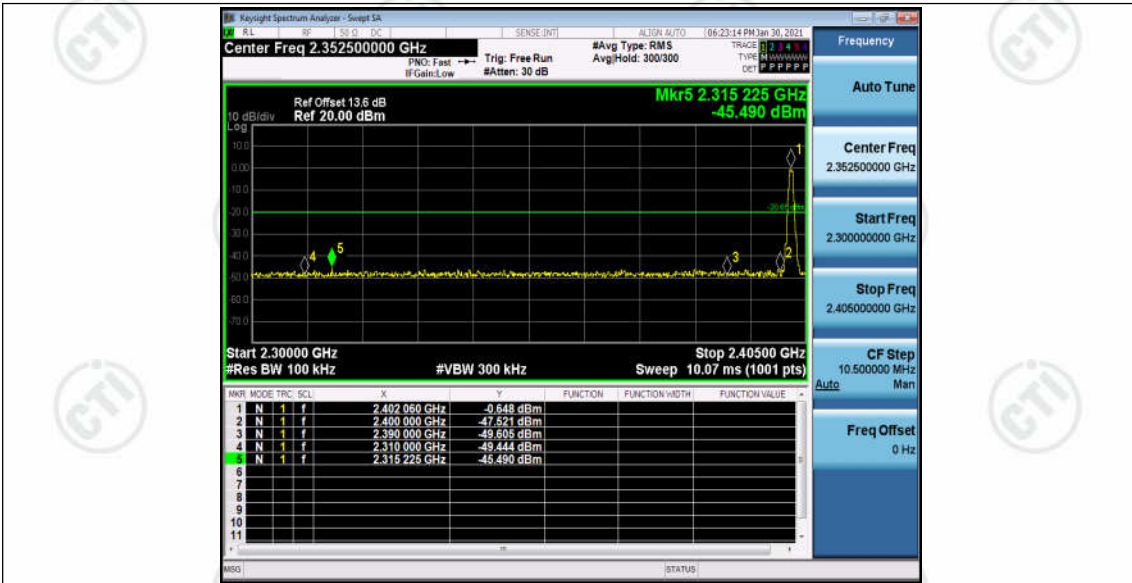 CTI
CTI
Keysight Spectrum Analyzer - Swept SA
RL RF 50 Ω DC SENSE:INT ALIGN AUTO 06:23:14 PM Jan 30, 2021
Center Freq 2.352500000 GHz #Avg Type: RMS TRACE 1 2 3 4 5 6
PNO: Fast Trig: Free Run Avg|Hold: 300/300 TYPE M W W W W W
IFGain:Low #Atten: 30 dB DET P P P P P P
Frequency
Auto Tune
Mkr5 2.315 225 GHz
-45.490 dBm
Ref Offset 13.6 dB
10 dB/div Ref 20.00 dBm
Log
10.0
0.00
-10.0
-20.0
-30.0
-40.0
-50.0
-60.0
-70.0
1
2
3
4
5
Center Freq
2.352500000 GHz
Start Freq
2.300000000 GHz
Stop Freq
2.405000000 GHz
Start 2.30000 GHz Stop 2.40500 GHz
#Res BW 100 kHz #VBW 300 kHz Sweep 10.07 ms (1001 pts)
CF Step
10.500000 MHz
Auto Man
Freq Offset
0 Hz
MKR MODE TRC SCL X Y FUNCTION FUNCTION WIDTH FUNCTION VALUE
1 N 1 f 2.402 060 GHz -0.648 dBm
2 N 1 f 2.400 000 GHz -47.521 dBm
3 N 1 f 2.390 000 GHz -49.605 dBm
4 N 1 f 2.310 000 GHz -49.444 dBm
5 N 1 f 2.315 225 GHz -45.490 dBm
6
7
8
9
10
11
MSG STATUS
CTI
CTI